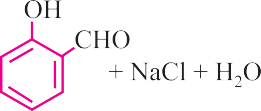 OH
CHO
+ NaCl + H₂O